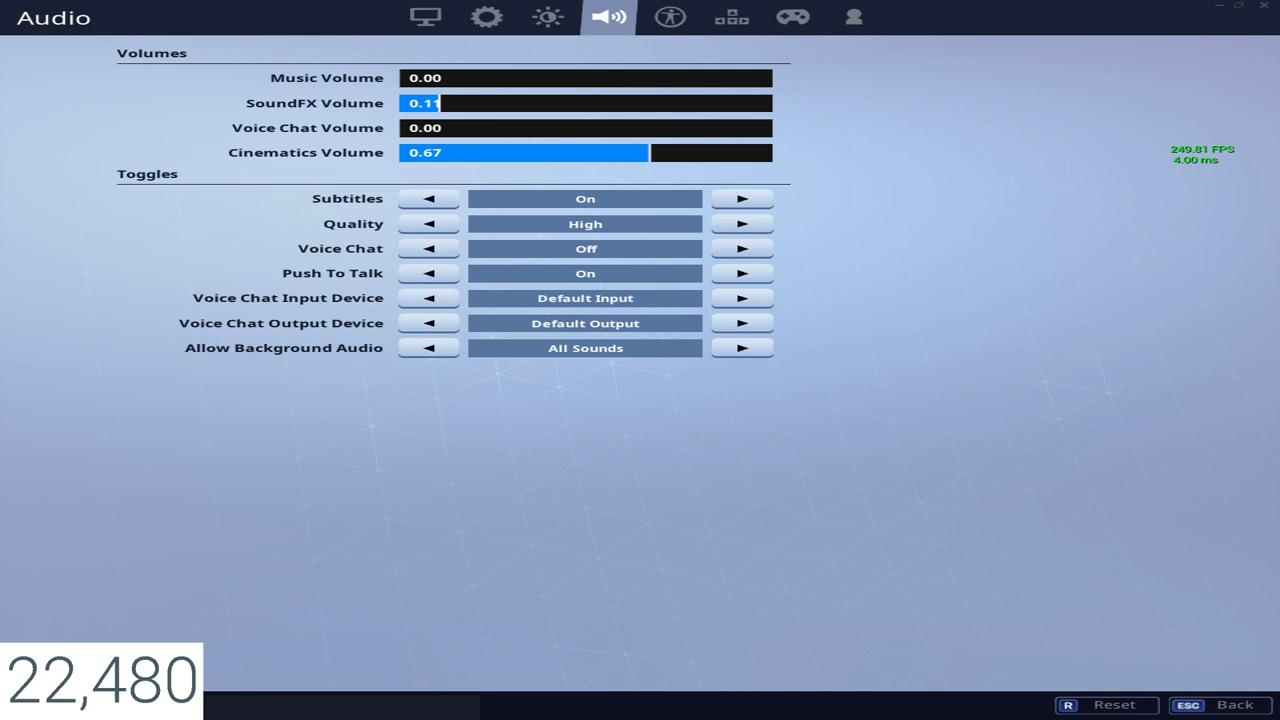 Audio
Volumes
Music Volume 0.00
SoundFX Volume 0.11
Voice Chat Volume 0.00
Cinematics Volume 0.67
249.81 FPS
4.00 ms
Toggles
Subtitles ◄ On ►
Quality ◄ High ►
Voice Chat ◄ Off ►
Push To Talk ◄ On ►
Voice Chat Input Device ◄ Default Input ►
Voice Chat Output Device ◄ Default Output ►
Allow Background Audio ◄ All Sounds ►
22,480
R Reset ESC Back